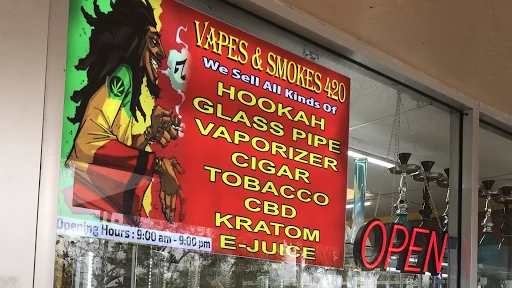 VAPES & SMOKES 420
We Sell All Kinds Of
HOOKAH
GLASS PIPE
VAPORIZER
CIGAR
TOBACCO
CBD
KRATOM
E-JUICE
Opening Hours : 9:00 am - 9:00 pm
OPEN